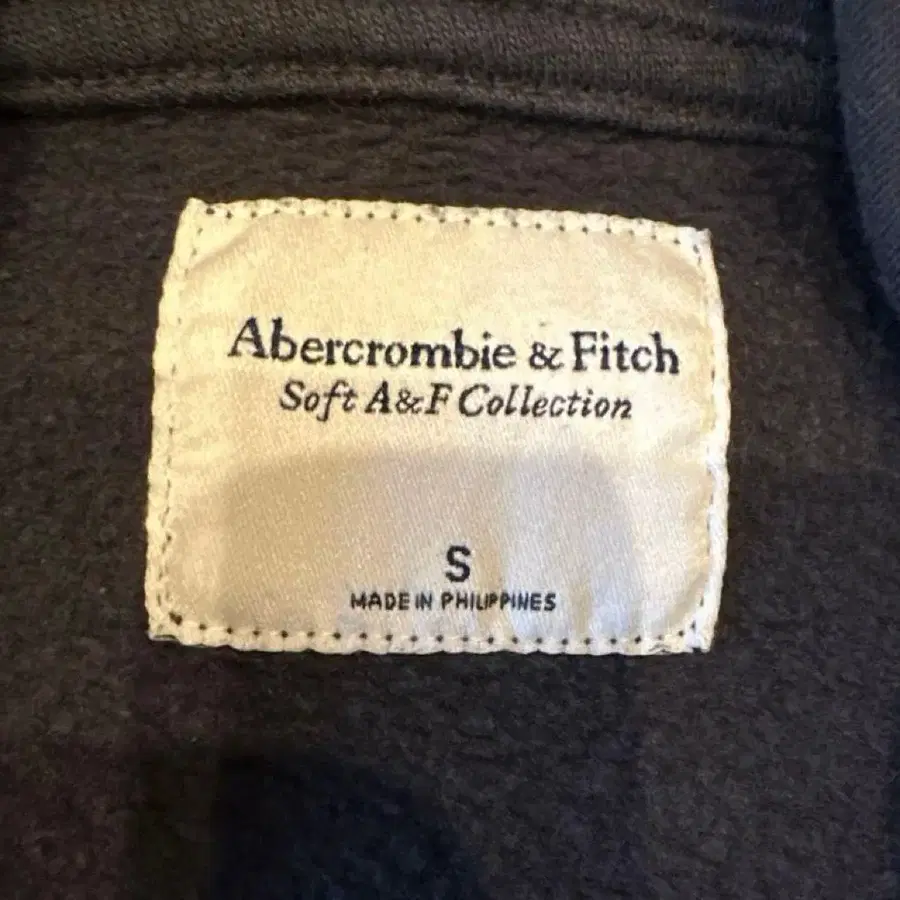 Abercrombie & Fitch
Soft A&F Collection
S
MADE IN PHILIPPINES